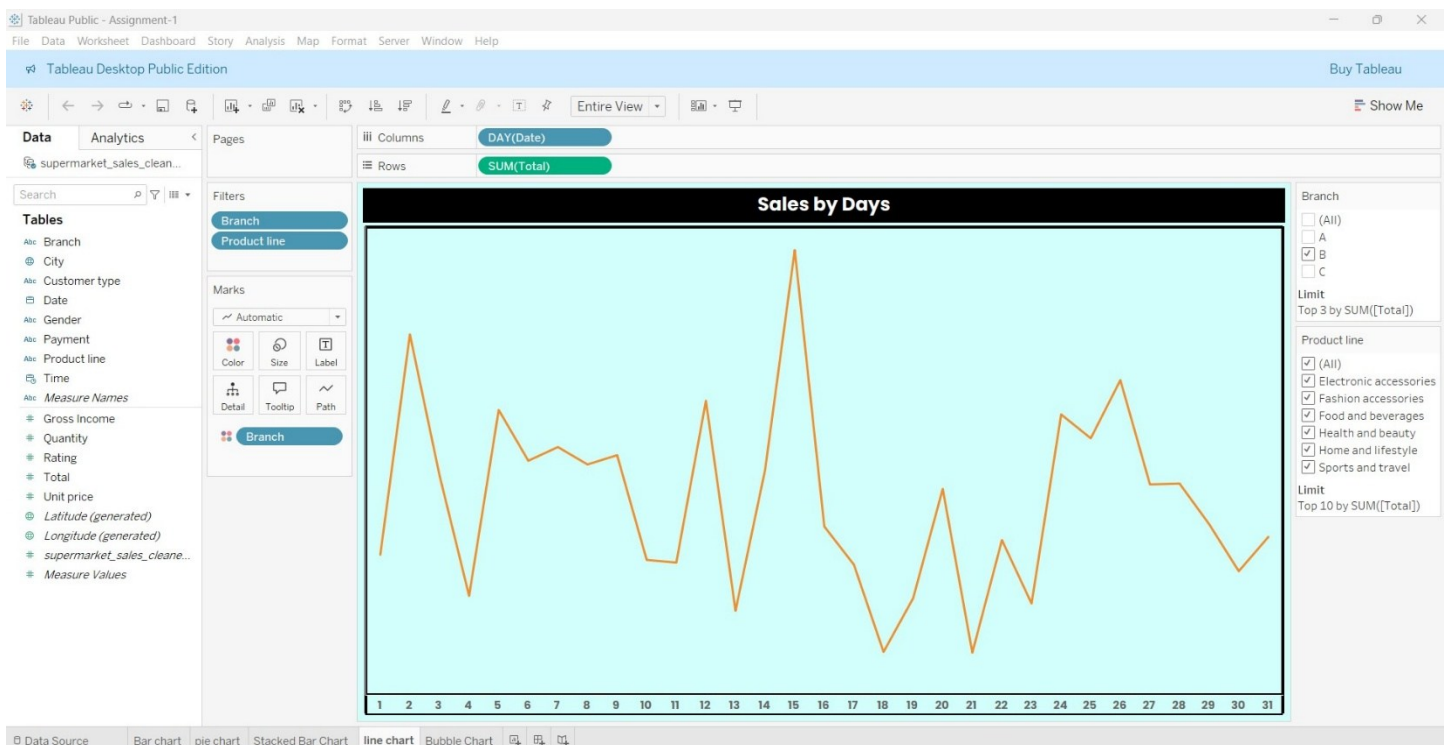 Tableau Public - Assignment-1
File Data Worksheet Dashboard Story Analysis Map Format Server Window Help
Tableau Desktop Public Edition
Buy Tableau
Entire View
Show Me
Data
Analytics
supermarket_sales_clean...
Search
Tables
Abc Branch
City
Abc Customer type
Date
Abc Gender
Abc Payment
Abc Product line
Time
Abc Measure Names
# Gross Income
# Quantity
# Rating
# Total
# Unit price
Latitude (generated)
Longitude (generated)
# supermarket_sales_cleane...
# Measure Values
Pages
Filters
Branch
Product line
Marks
Automatic
Color Size Label
Detail Tooltip Path
Branch
Columns
DAY(Date)
Rows
SUM(Total)
Sales by Days
1 2 3 4 5 6 7 8 9 10 11 12 13 14 15 16 17 18 19 20 21 22 23 24 25 26 27 28 29 30 31
Branch
(All)
A
B
C
Limit
Top 3 by SUM([Total])
Product line
(All)
Electronic accessories
Fashion accessories
Food and beverages
Health and beauty
Home and lifestyle
Sports and travel
Limit
Top 10 by SUM([Total])
Data Source
Bar chart
pie chart
Stacked Bar Chart
line chart
Bubble Chart